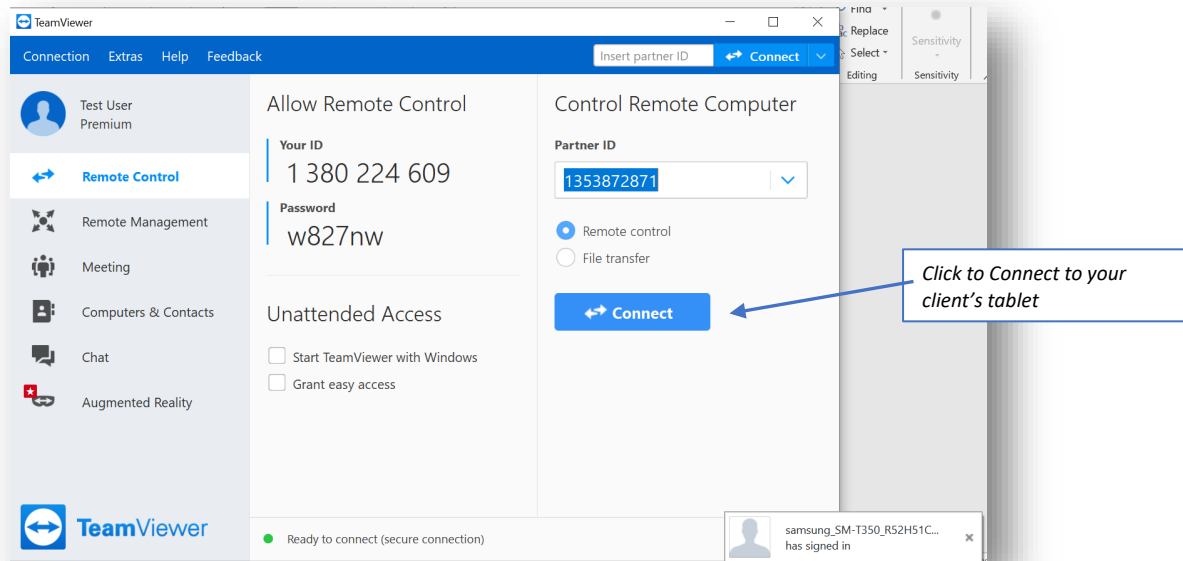 TeamViewer
Connection Extras Help Feedback
Insert partner ID
Connect
Find
Replace
Select
Editing
Sensitivity
Sensitivity
Test User
Premium
Remote Control
Remote Management
Meeting
Computers & Contacts
Chat
Augmented Reality
TeamViewer
Allow Remote Control
Your ID
1 380 224 609
Password
w827nw
Unattended Access
Start TeamViewer with Windows
Grant easy access
Ready to connect (secure connection)
Control Remote Computer
Partner ID
1353872871
Remote control
File transfer
Connect
Click to Connect to your
client’s tablet
samsung_SM-T350_R52H51C...
has signed in